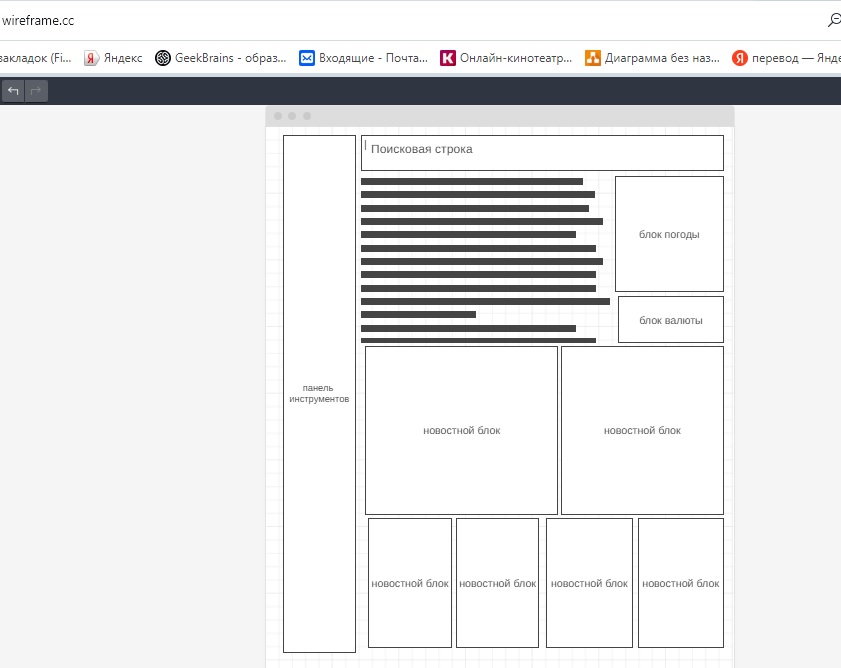 wireframe.cc
закладок (Fi...
Яндекс
GeekBrains - образ...
Входящие - Почта...
Онлайн-кинотеатр...
Диаграмма без наз...
перевод — Янде
Поисковая строка
блок погоды
блок валюты
панель
инструментов
новостной блок
новостной блок
новостной блок
новостной блок
новостной блок
новостной блок